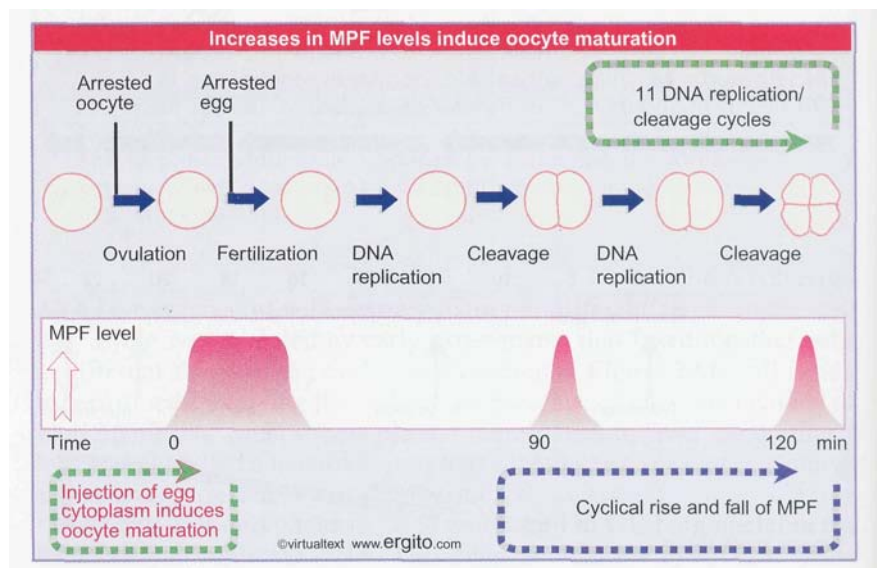 Increases in MPF levels induce oocyte maturation
Arrested
oocyte
Arrested
egg
11 DNA replication/
cleavage cycles
Ovulation
Fertilization
DNA
replication
Cleavage
DNA
replication
Cleavage
MPF level
Time
0
90
120 min
Injection of egg
cytoplasm induces
oocyte maturation
Cyclical rise and fall of MPF
©virtualtext www.ergito.com